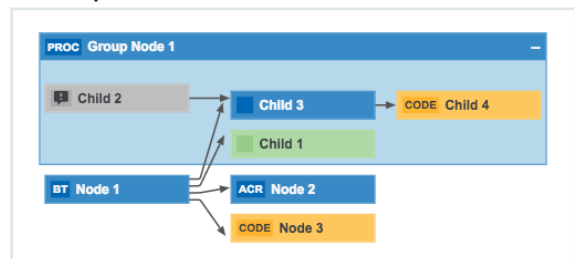 PROC Group Node 1 –
Child 2
Child 3
CODE Child 4
Child 1
BT Node 1
ACR Node 2
CODE Node 3